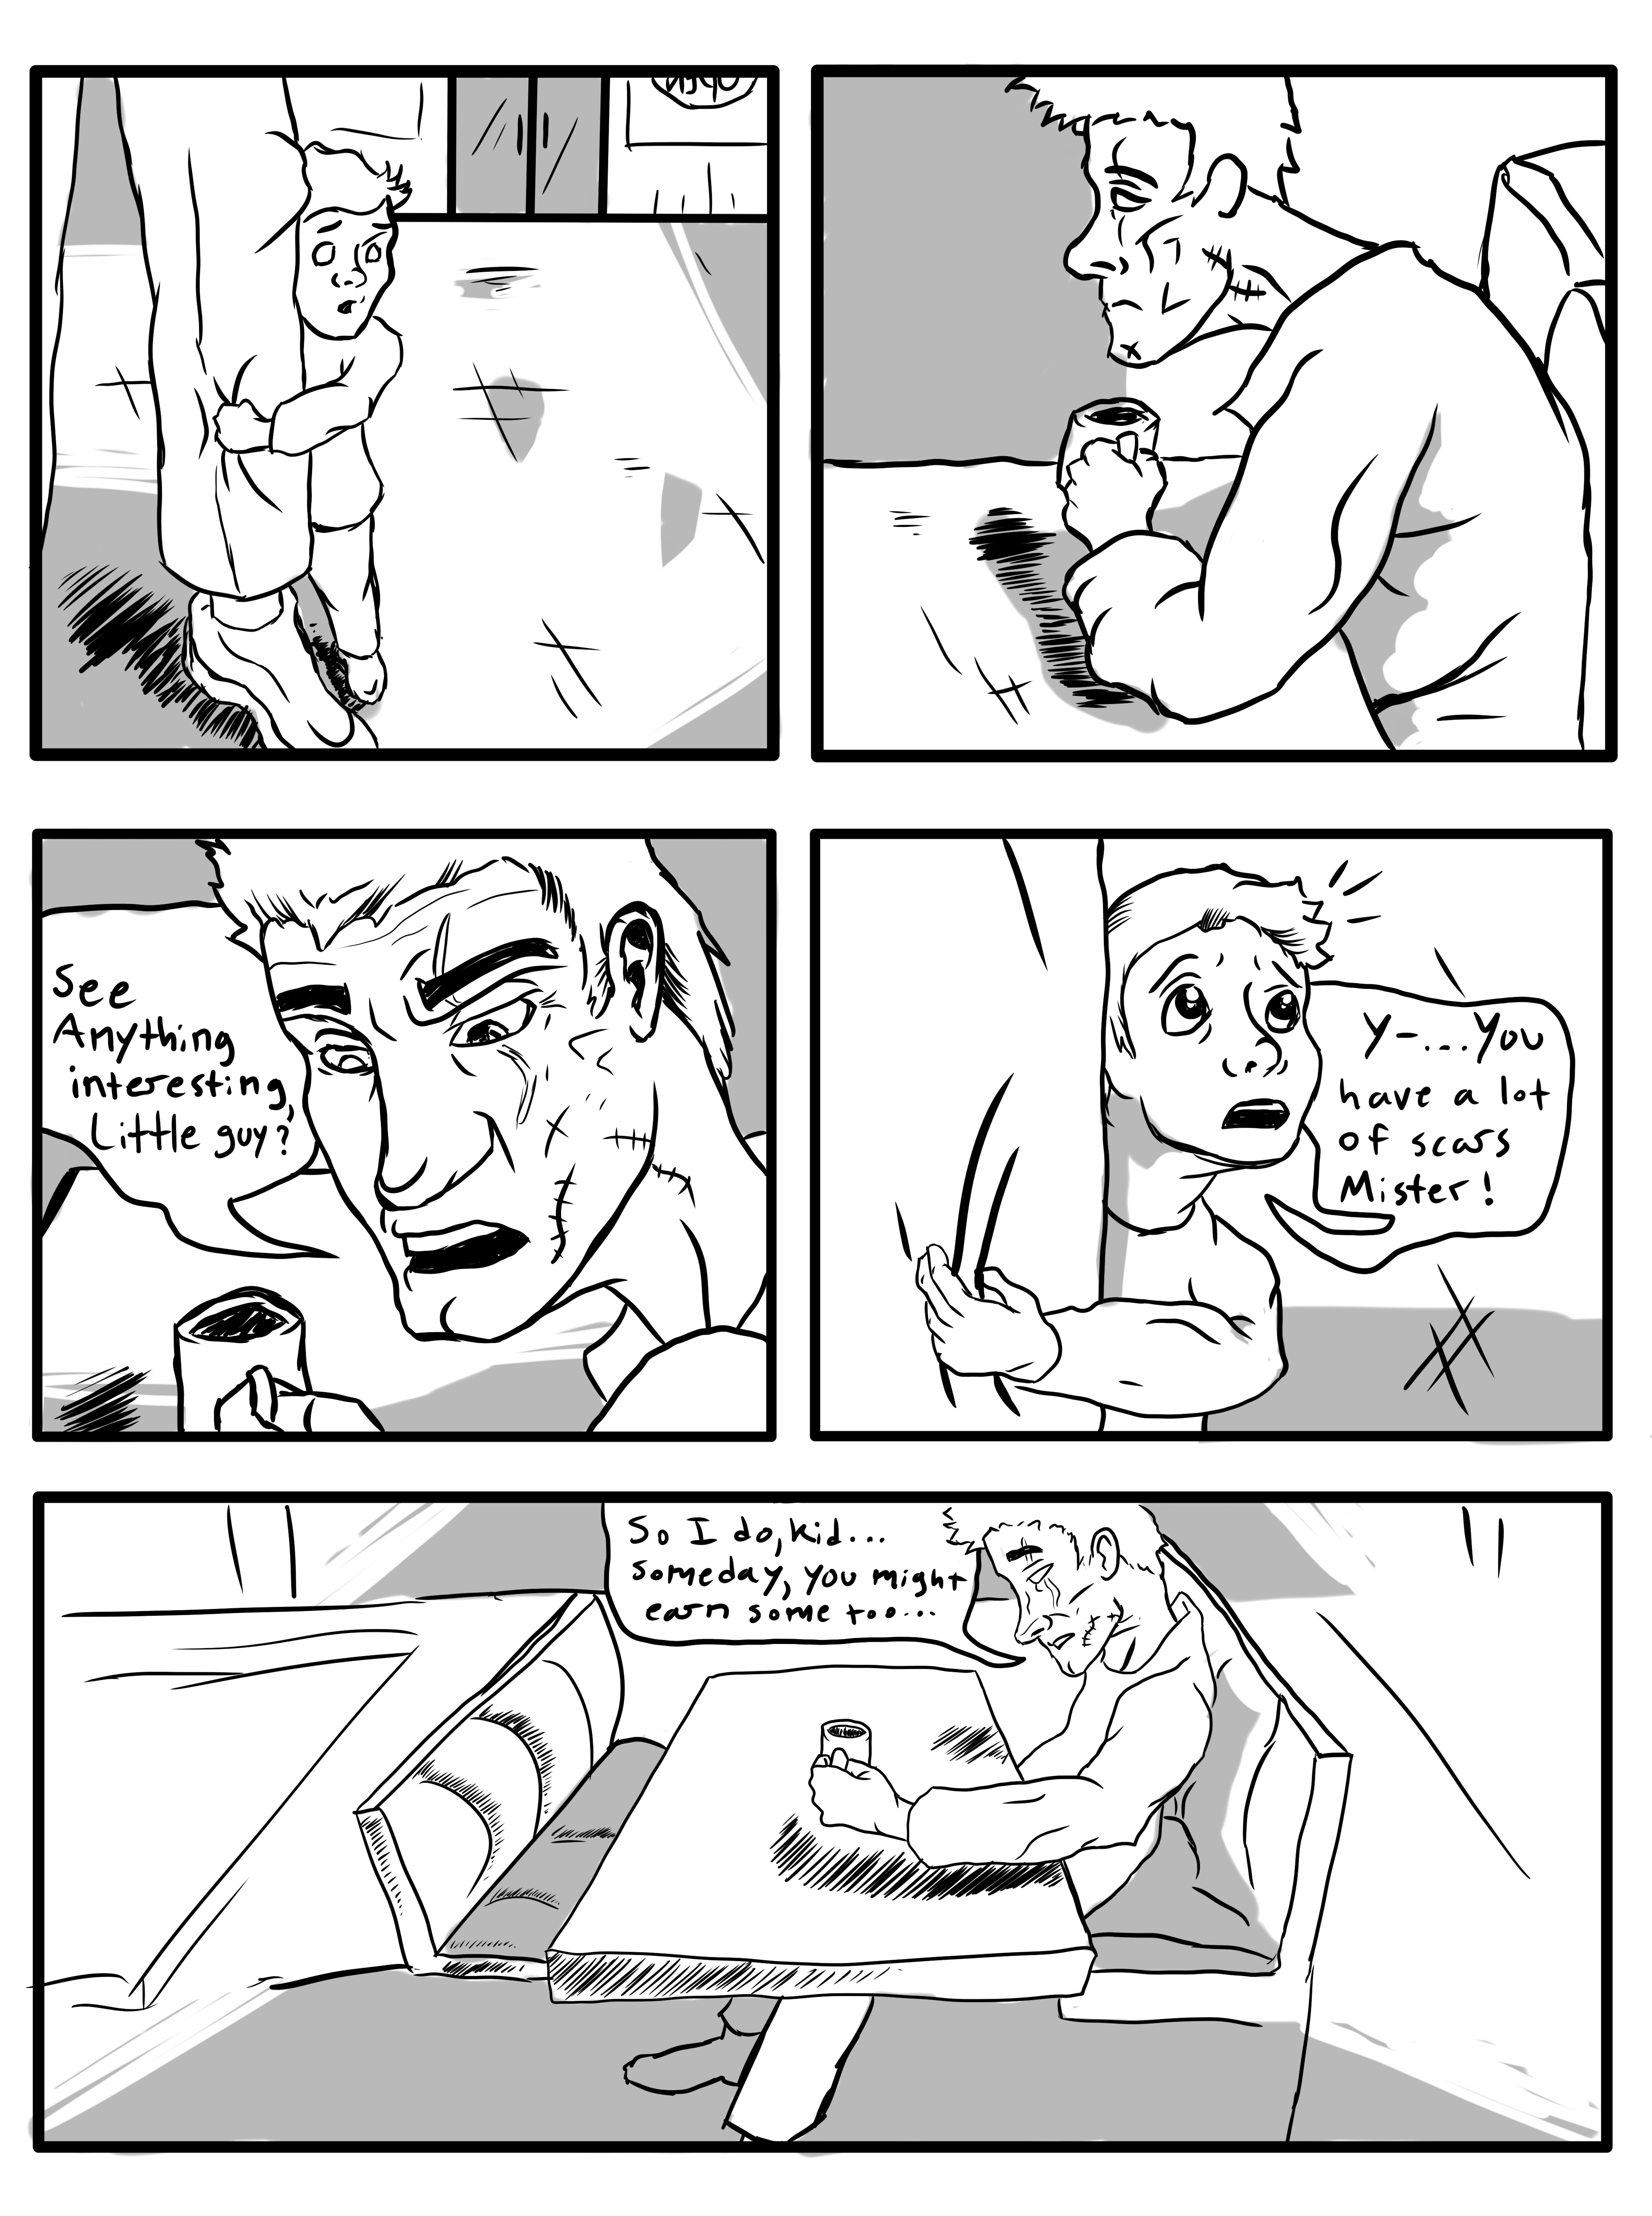 See
Anything
interesting,
Little guy?
Y-...You
have a lot
of scars
Mister!
So I do, kid...
someday, you might
earn some too...